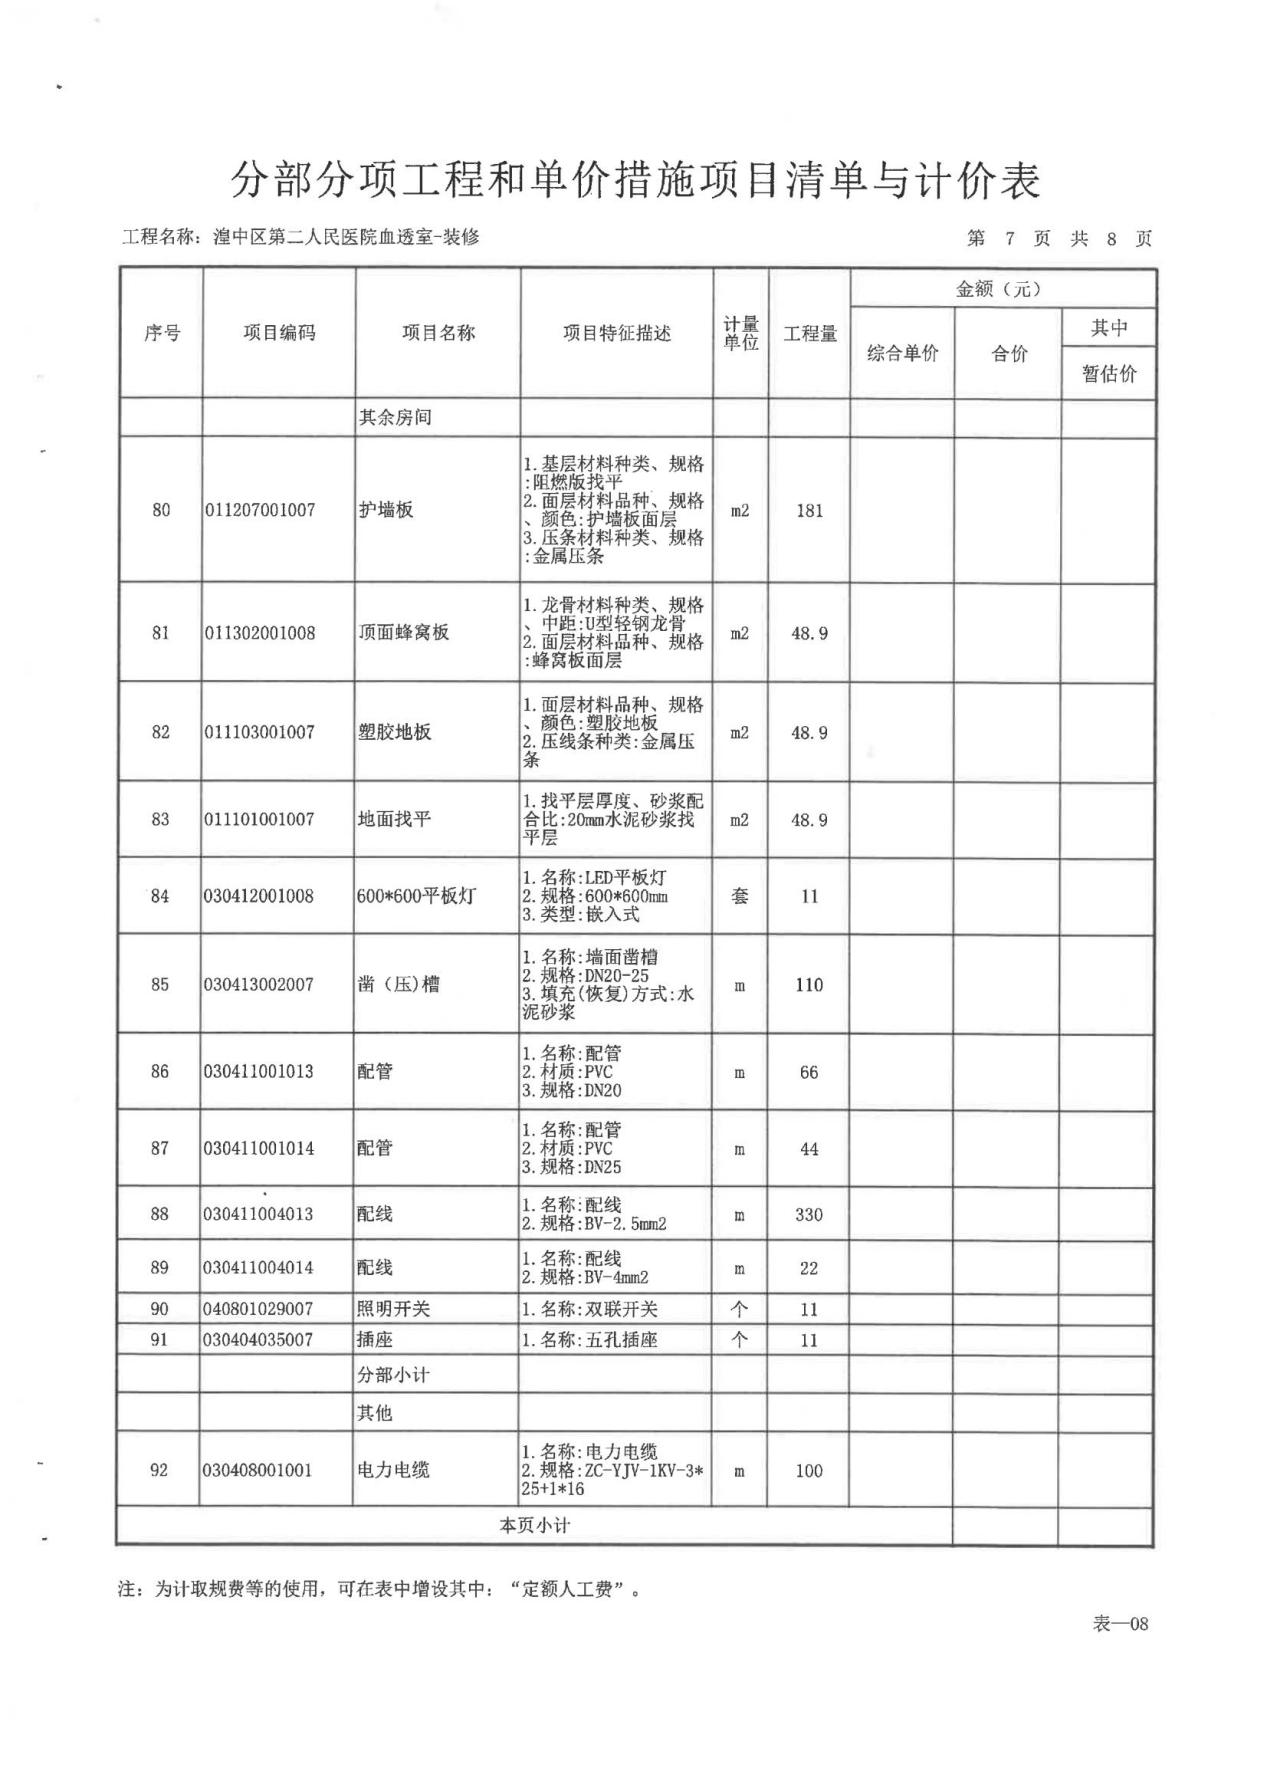 分部分项工程和单价措施项目清单与计价表
工程名称：湟中区第二人民医院血透室-装修
第 7 页 共 8 页
序号 项目编码 项目名称 项目特征描述 计量单位 工程量 金额（元）
综合单价 合价 其中
暂估价
其余房间
80 011207001007 护墙板
1.基层材料种类、规格
:阻燃版找平
2.面层材料品种、规格
、颜色:护墙板面层
3.压条材料种类、规格
:金属压条
m2 181
81 011302001008 顶面蜂窝板
1.龙骨材料种类、规格
、中距:U型轻钢龙骨
2.面层材料品种、规格
:蜂窝板面层
m2 48.9
82 011103001007 塑胶地板
1.面层材料品种、规格
、颜色:塑胶地板
2.压线条种类:金属压
条
m2 48.9
83 011101001007 地面找平
1.找平层厚度、砂浆配
合比:20mm水泥砂浆找
平层
m2 48.9
84 030412001008 600*600平板灯
1.名称:LED平板灯
2.规格:600*600mm
3.类型:嵌入式
套 11
85 030413002007 凿（压)槽
1.名称:墙面凿槽
2.规格:DN20-25
3.填充(恢复)方式:水
泥砂浆
m 110
86 030411001013 配管
1.名称:配管
2.材质:PVC
3.规格:DN20
m 66
87 030411001014 配管
1.名称:配管
2.材质:PVC
3.规格:DN25
m 44
88 030411004013 配线
1.名称:配线
2.规格:BV-2.5mm2
m 330
89 030411004014 配线
1.名称:配线
2.规格:BV-4mm2
m 22
90 040801029007 照明开关 1.名称:双联开关 个 11
91 030404035007 插座 1.名称:五孔插座 个 11
分部小计
其他
92 030408001001 电力电缆
1.名称:电力电缆
2.规格:ZC-YJV-1KV-3*
25+1*16
m 100
本页小计
注：为计取规费等的使用，可在表中增设其中：“定额人工费”。
表—08